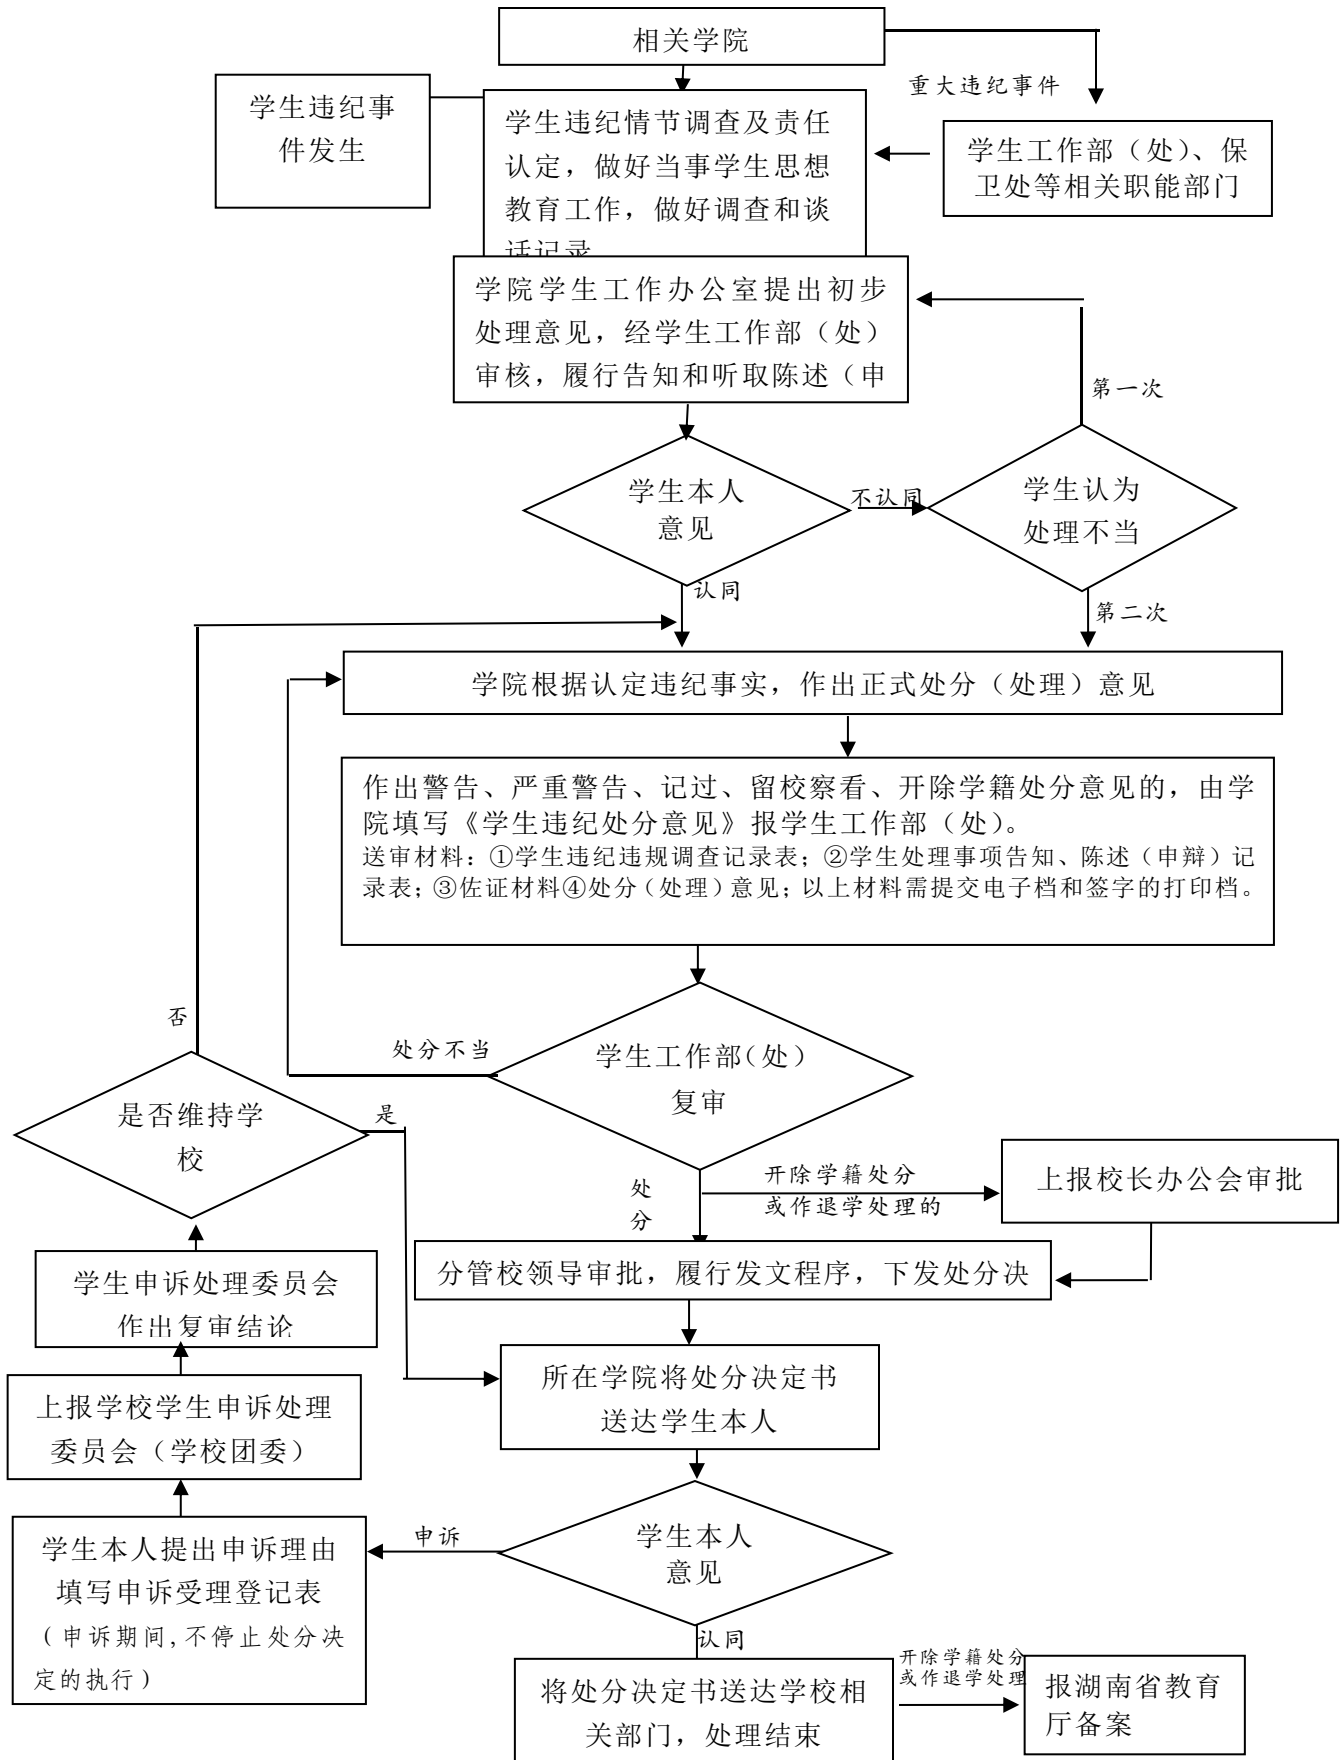 相关学院
重大违纪事件
学生违纪事
件发生
学生违纪情节调查及责任
认定，做好当事学生思想
教育工作，做好调查和谈
话记录
学生工作部（处）、保
卫处等相关职能部门
学院学生工作办公室提出初步
处理意见，经学生工作部（处）
审核，履行告知和听取陈述（申
第一次
学生本人
意见
不认同
学生认为
处理不当
认同
第二次
学院根据认定违纪事实，作出正式处分（处理）意见
作出警告、严重警告、记过、留校察看、开除学籍处分意见的，由学
院填写《学生违纪处分意见》报学生工作部（处）。
送审材料：①学生违纪违规调查记录表；②学生处理事项告知、陈述（申辩）记
录表；③佐证材料④处分（处理）意见；以上材料需提交电子档和签字的打印档。
否
处分不当
学生工作部（处）
复审
是否维持学
校
是
处
分
开除学籍处分
或作退学处理的
上报校长办公会审批
分管校领导审批，履行发文程序，下发处分决
学生申诉处理委员会
作出复审结论
所在学院将处分决定书
送达学生本人
上报学校学生申诉处理
委员会（学校团委）
学生本人提出申诉理由
填写申诉受理登记表
（申诉期间，不停止处分决
定的执行）
申诉
学生本人
意见
认同
将处分决定书送达学校相
关部门，处理结束
开除学籍处分
或作退学处理
报湖南省教育
厅备案